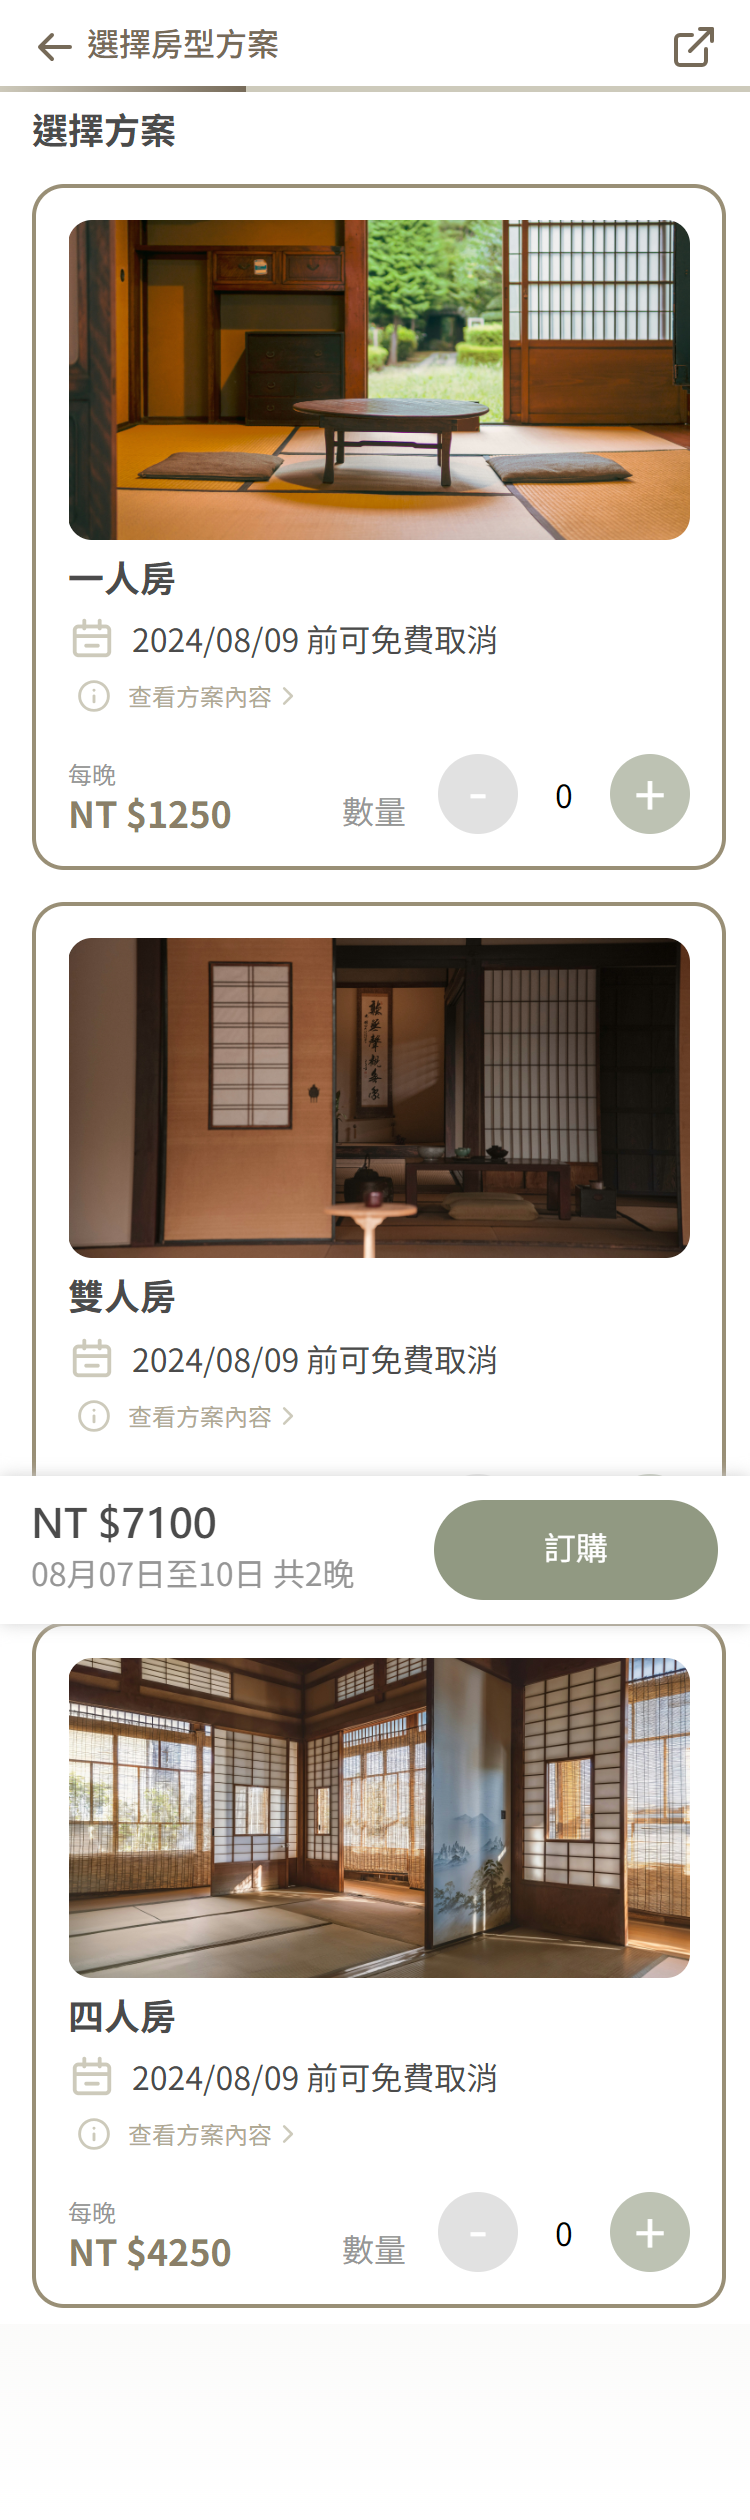 選擇房型方案
選擇方案
一人房
2024/08/09 前可免費取消
查看方案內容
每晚
NT $1250
數量
-
0
+
雙人房
2024/08/09 前可免費取消
查看方案內容
NT $7100
08月07日至10日 共2晚
訂購
四人房
2024/08/09 前可免費取消
查看方案內容
每晚
NT $4250
數量
-
0
+